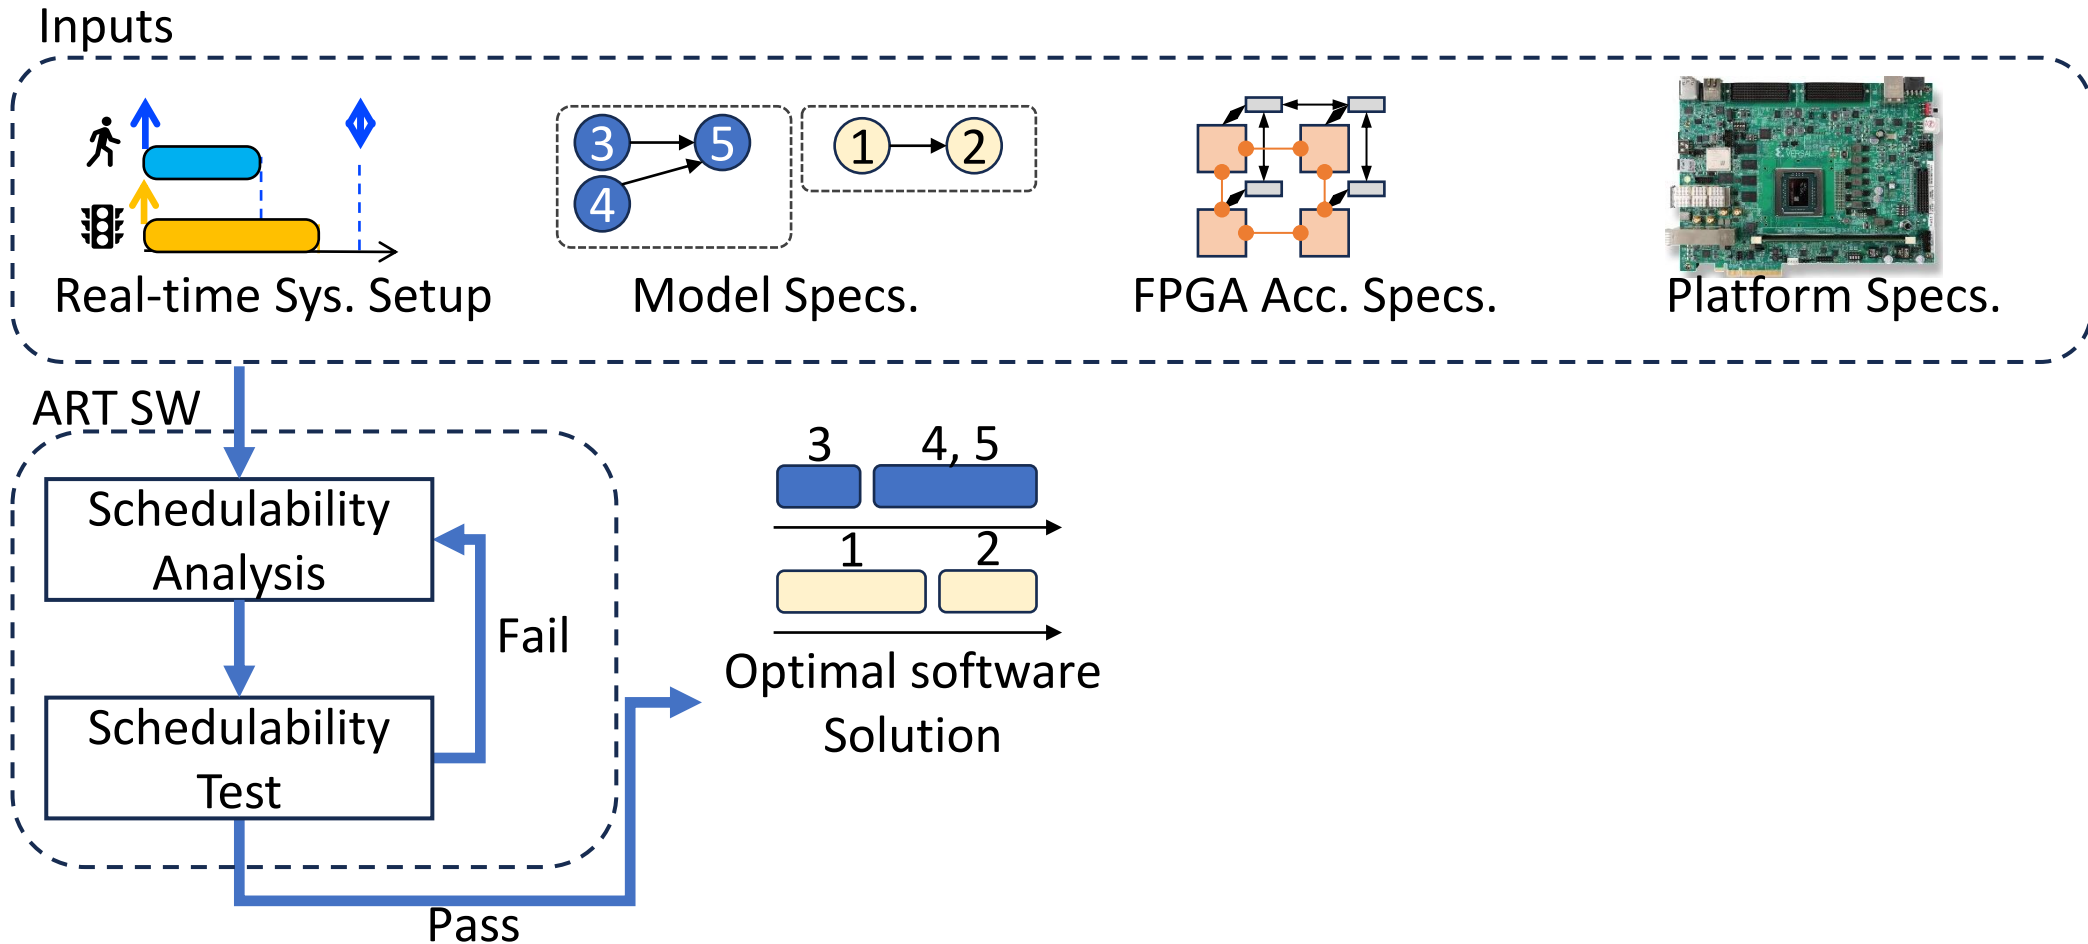 Inputs
3
5
4
1
2
Real-time Sys. Setup
Model Specs.
FPGA Acc. Specs.
Platform Specs.
ART SW
Schedulability
Analysis
Fail
Schedulability
Test
Pass
3
4, 5
1
2
Optimal software
Solution